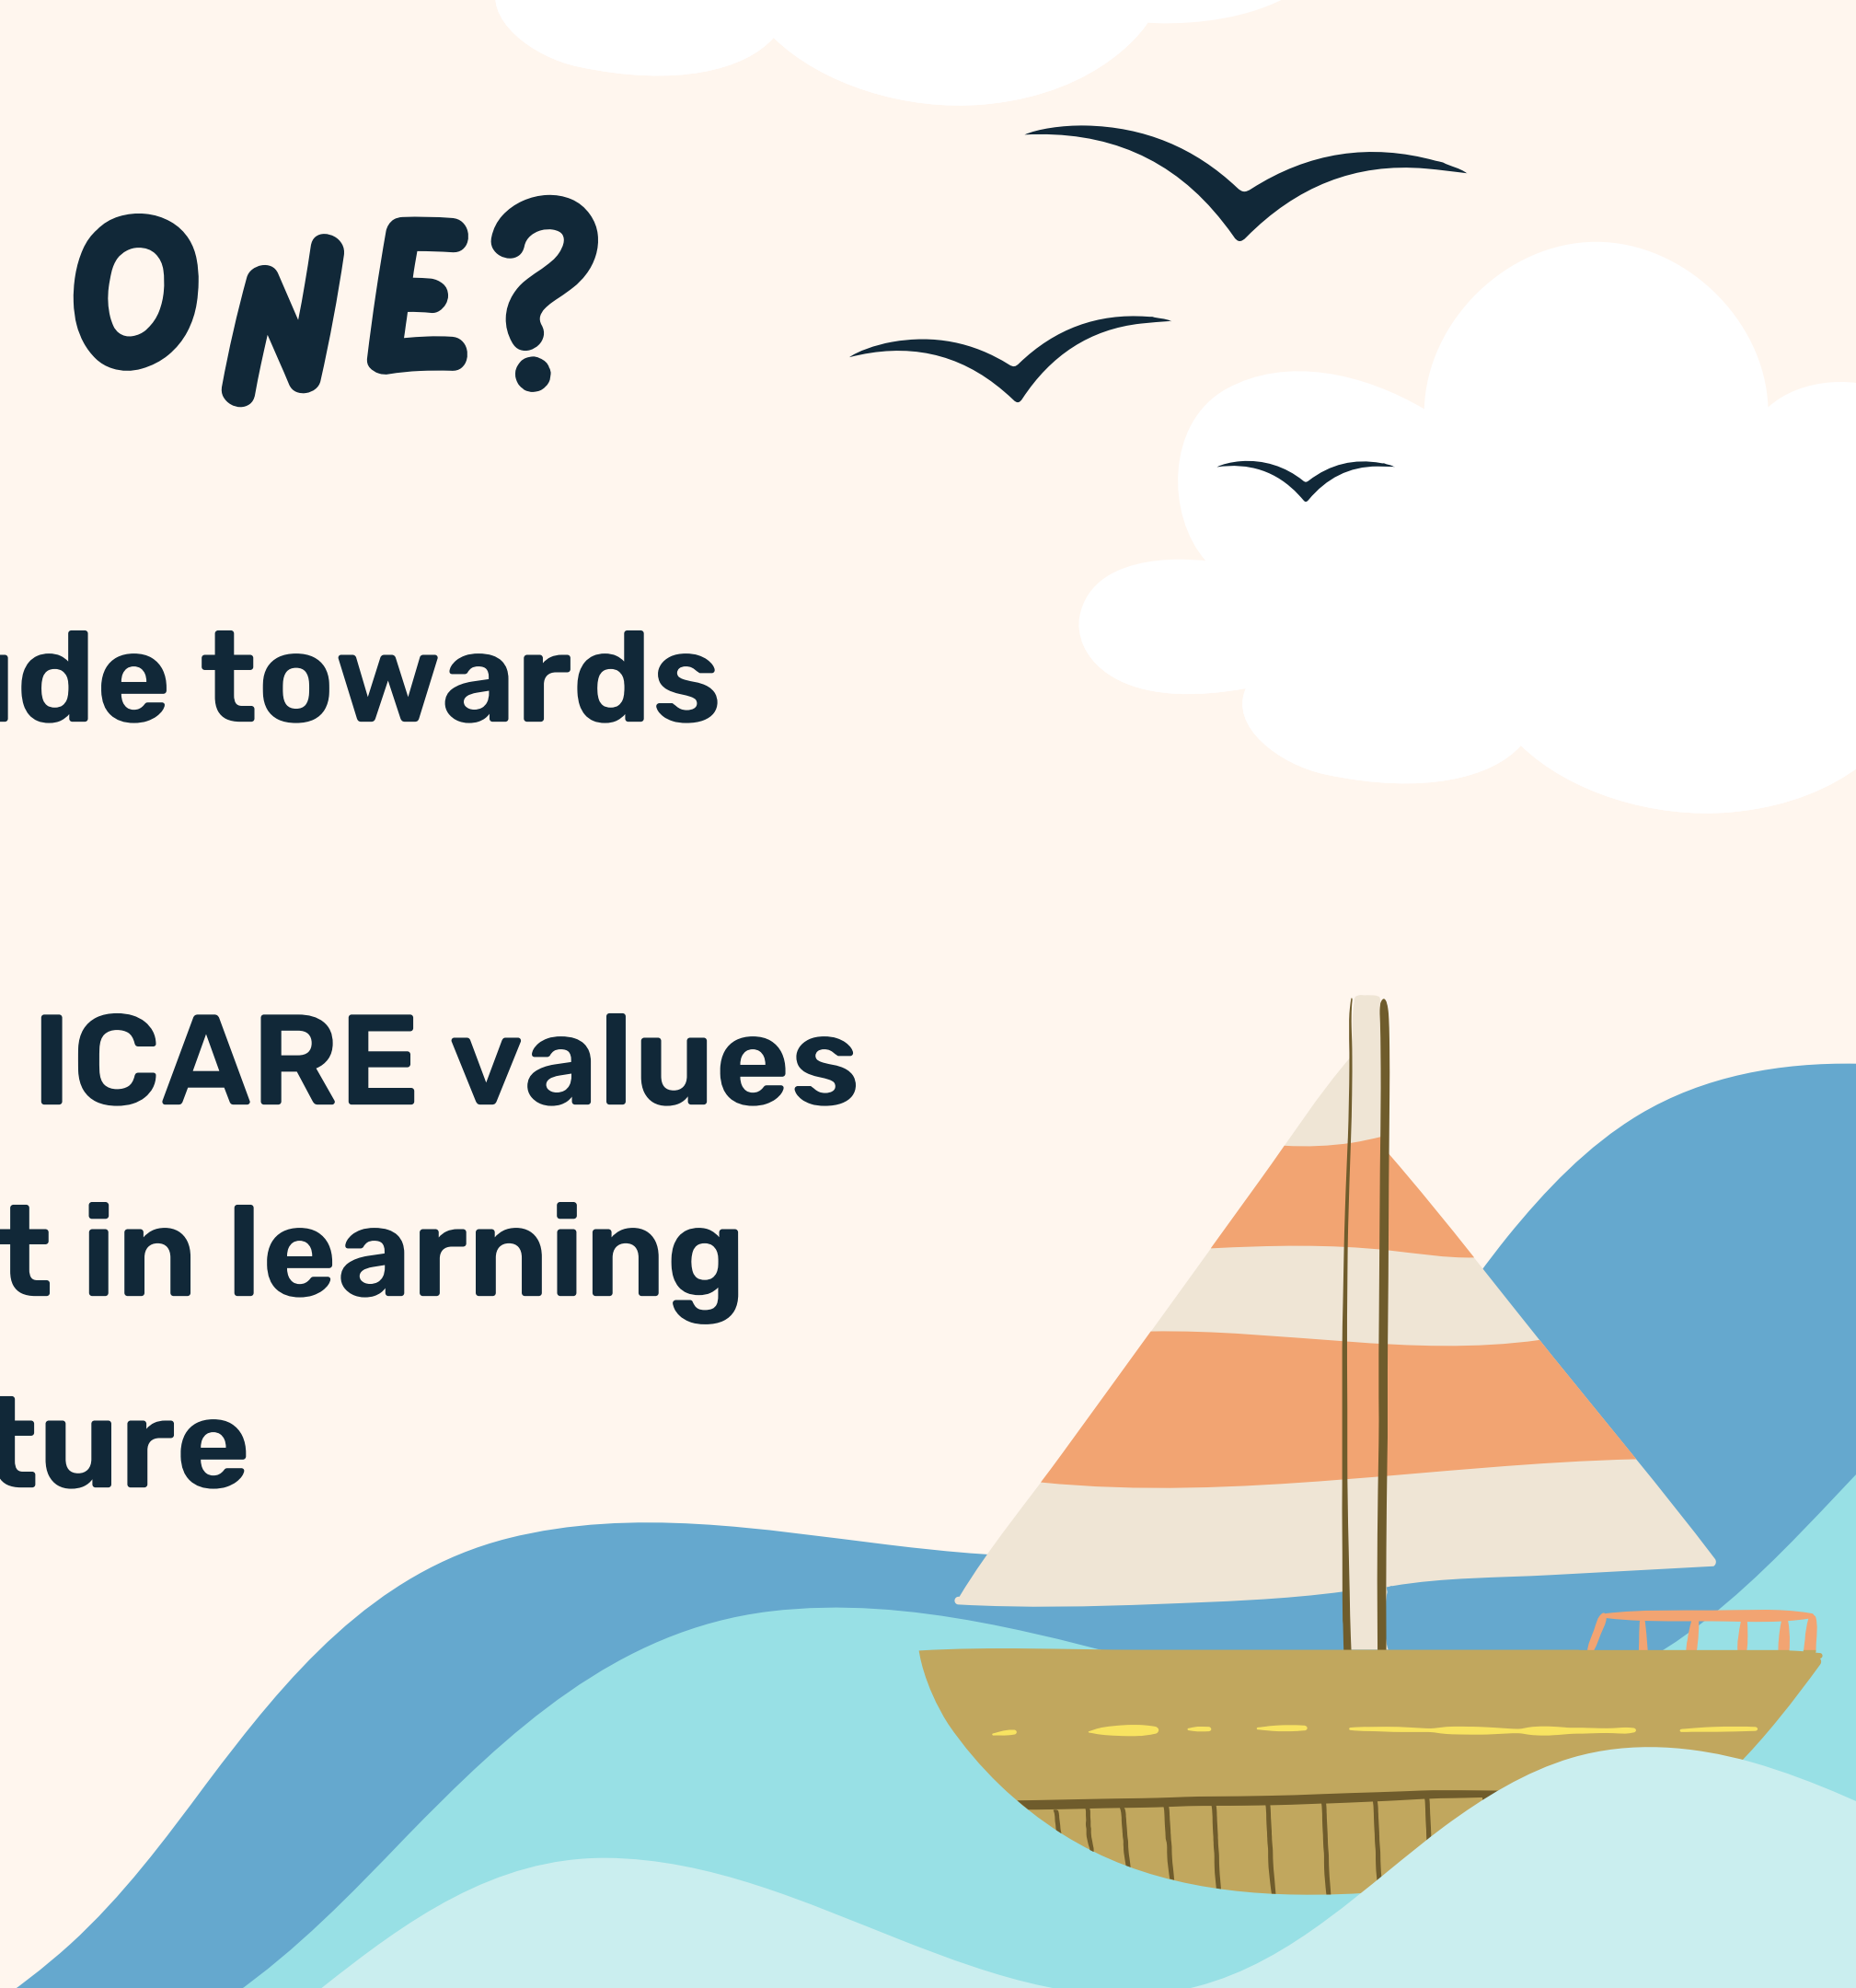 ONE?
ude towards
ICARE values
t in learning
ture